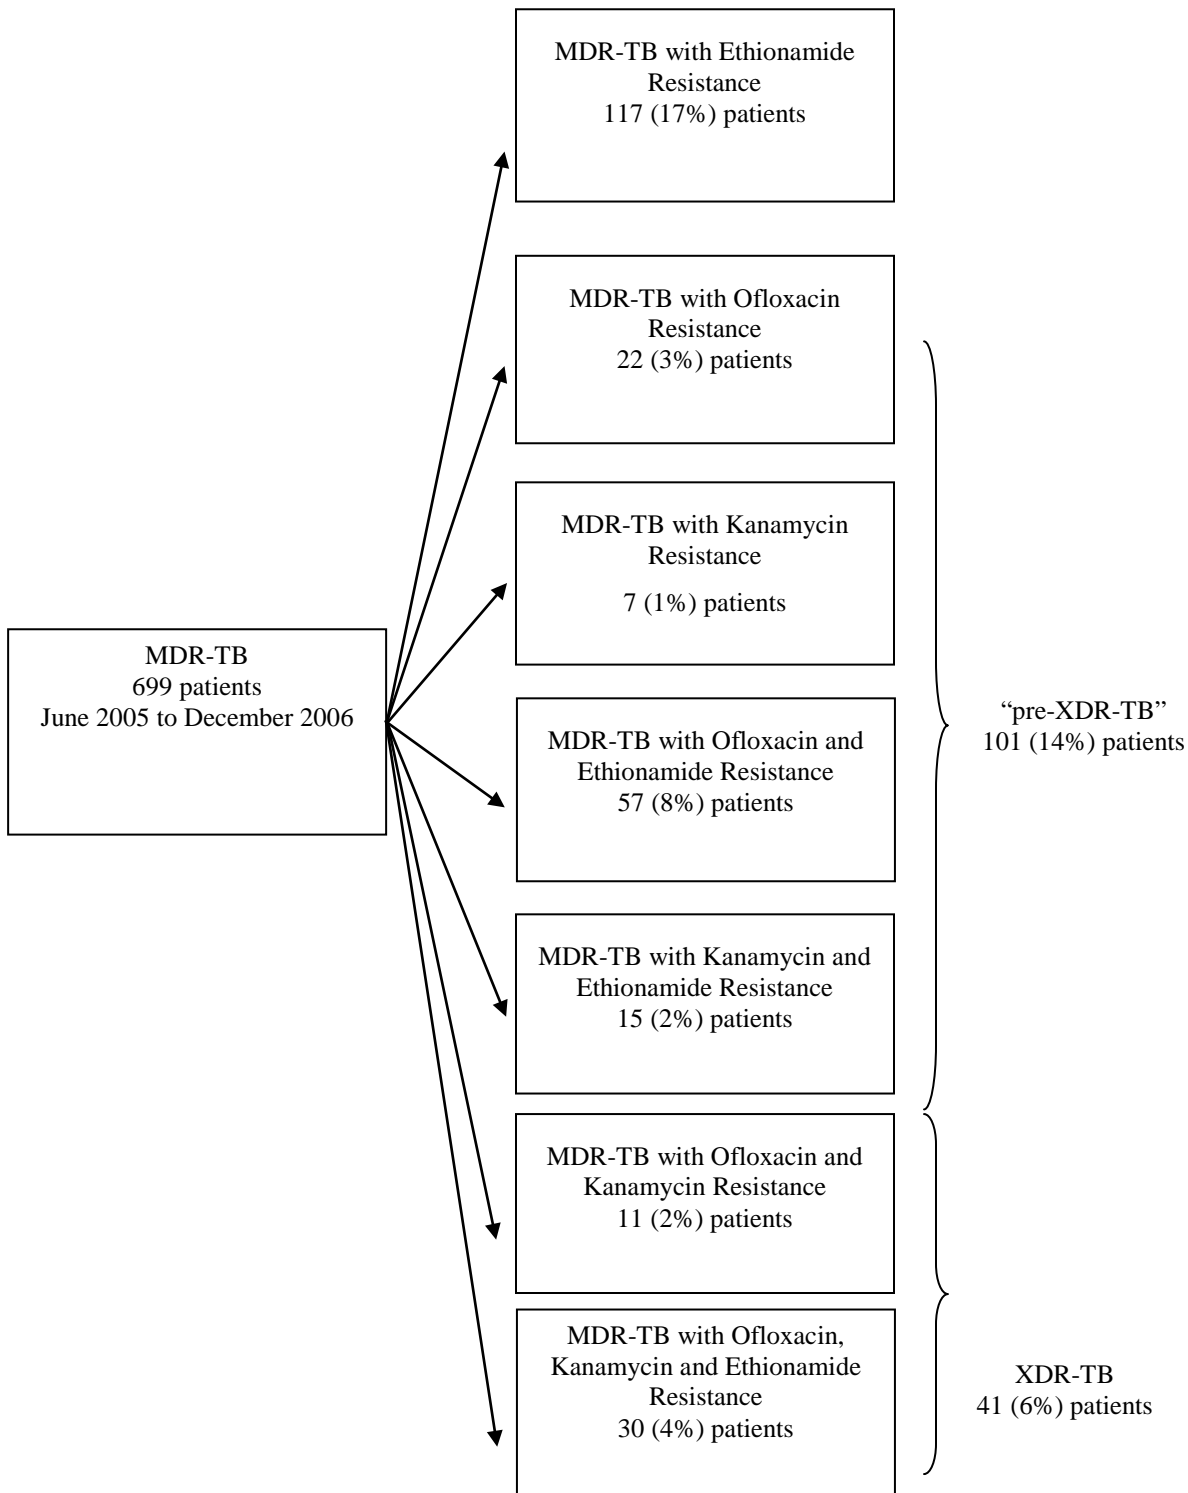 MDR-TB with Ethionamide
Resistance
117 (17%) patients
MDR-TB with Ofloxacin
Resistance
22 (3%) patients
MDR-TB with Kanamycin
Resistance
7 (1%) patients
MDR-TB
699 patients
June 2005 to December 2006
MDR-TB with Ofloxacin and
Ethionamide Resistance
57 (8%) patients
“pre-XDR-TB”
101 (14%) patients
MDR-TB with Kanamycin and
Ethionamide Resistance
15 (2%) patients
MDR-TB with Ofloxacin and
Kanamycin Resistance
11 (2%) patients
MDR-TB with Ofloxacin,
Kanamycin and Ethionamide
Resistance
30 (4%) patients
XDR-TB
41 (6%) patients